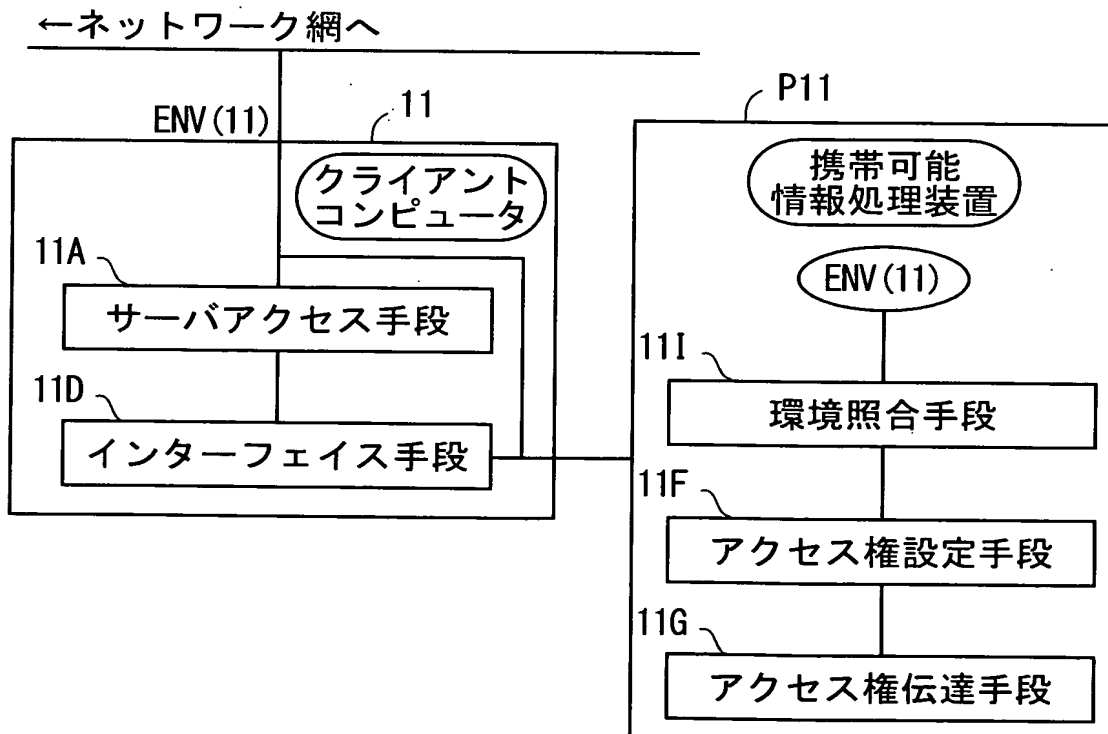 ←ネットワーク網へ
ENV(11)
11
クライアント
コンピュータ
11A
サーバアクセス手段
11D
インターフェイス手段
P11
携帯可能
情報処理装置
ENV(11)
11I
環境照合手段
11F
アクセス権設定手段
11G
アクセス権伝達手段